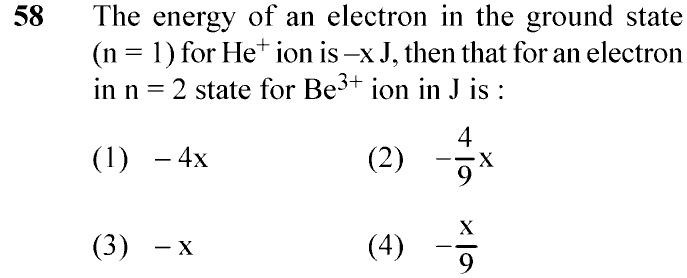 58 The energy of an electron in the ground state
(n = 1) for He⁺ ion is –x J, then that for an electron
in n = 2 state for Be³⁺ ion in J is :
(1) – 4x (2) –4/9 x
(3) – x (4) –x/9